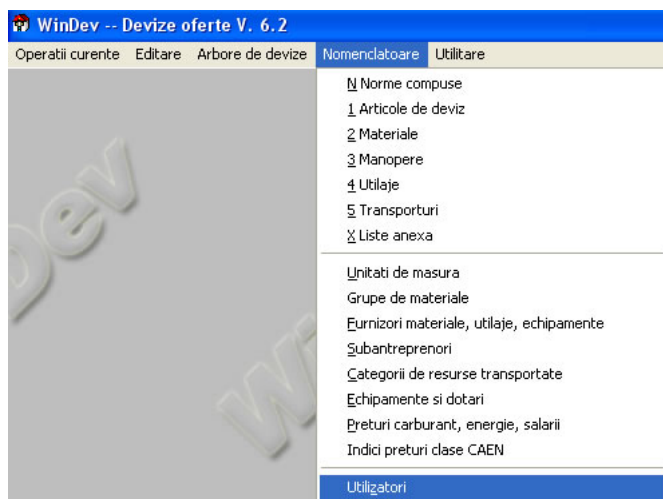 WinDev -- Devize oferte V. 6.2
Operatii curente Editare Arbore de devize Nomenclatoare Utilitare
N Norme compuse
1 Articole de deviz
2 Materiale
3 Manopere
4 Utilaje
5 Transporturi
X Liste anexa
Unitati de masura
Grupe de materiale
Furnizori materiale, utilaje, echipamente
Subantreprenori
Categorii de resurse transportate
Echipamente si dotari
Preturi carburant, energie, salarii
Indici preturi clase CAEN
Utilizatori
Dev
Wi